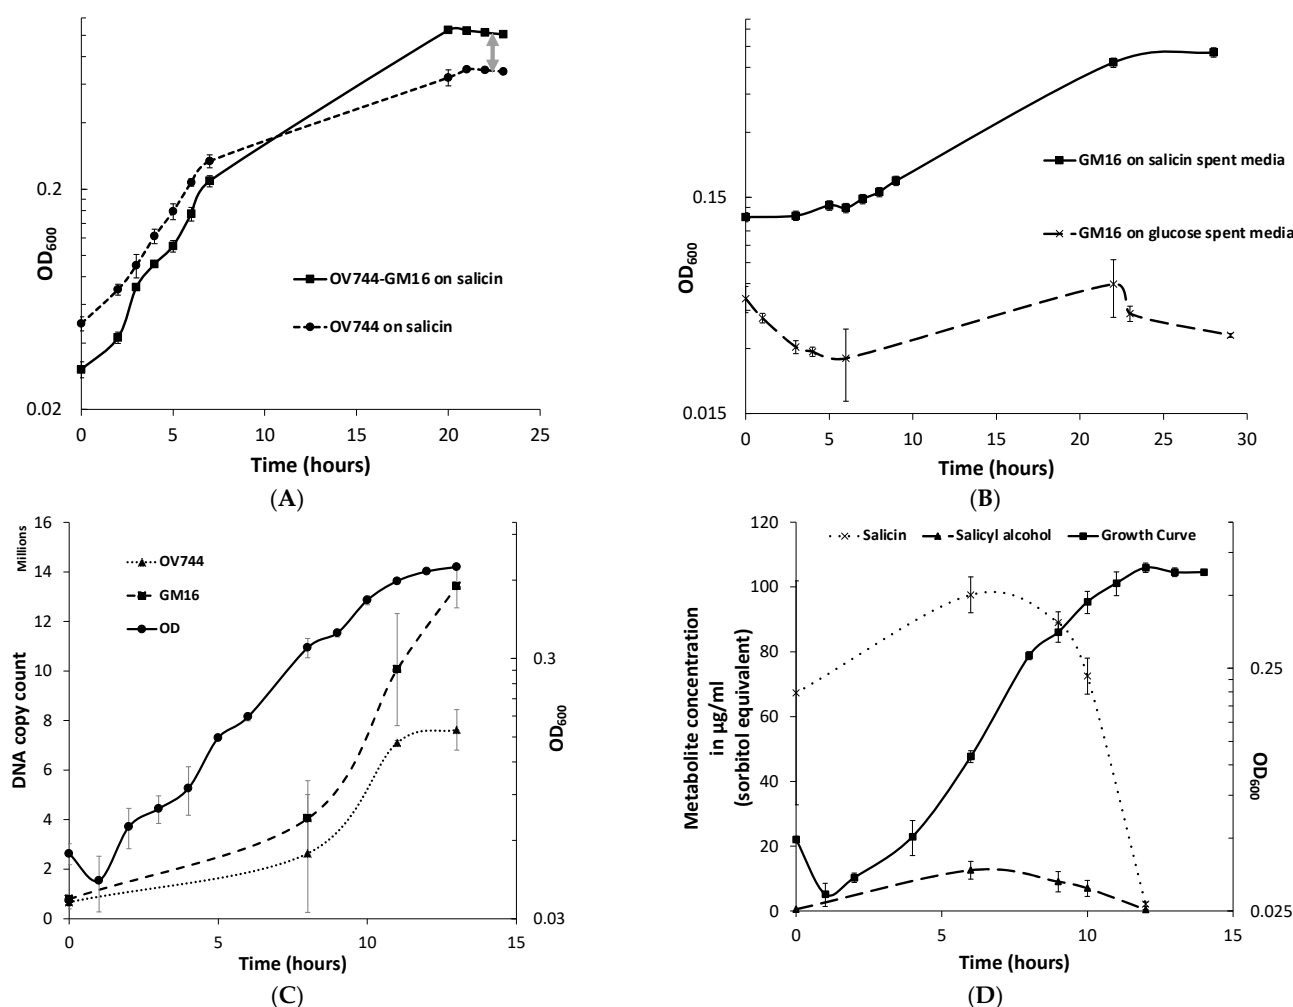 0.2
0.02
OD600
OV744-GM16 on salicin
OV744 on salicin
0 5 10 15 20 25
Time (hours)
(A)
0.15
0.015
OD600
GM16 on salicin spent media
GM16 on glucose spent media
0 5 10 15 20 25 30
Time (hours)
(B)
Millions
16
14
12
10
8
6
4
2
0
DNA copy count
OV744
GM16
OD
0.3
0.03
OD600
0 5 10 15
Time (hours)
(C)
120
100
80
60
40
20
0
Metabolite concentration
in µg/ml
(sorbitol equivalent)
Salicin Salicyl alcohol Growth Curve
0.25
0.025
OD600
0 5 10 15
Time (hours)
(D)